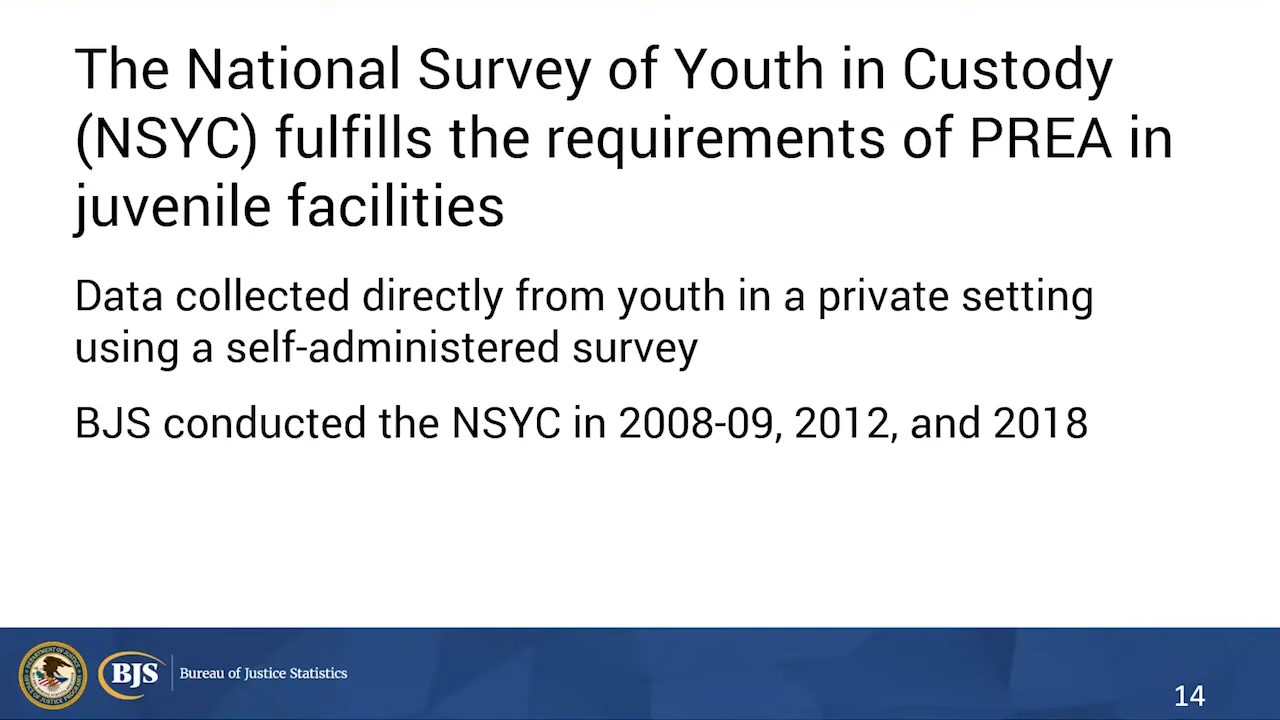 The National Survey of Youth in Custody
(NSYC) fulfills the requirements of PREA in
juvenile facilities
Data collected directly from youth in a private setting
using a self-administered survey
BJS conducted the NSYC in 2008-09, 2012, and 2018
BJS
Bureau of Justice Statistics
14